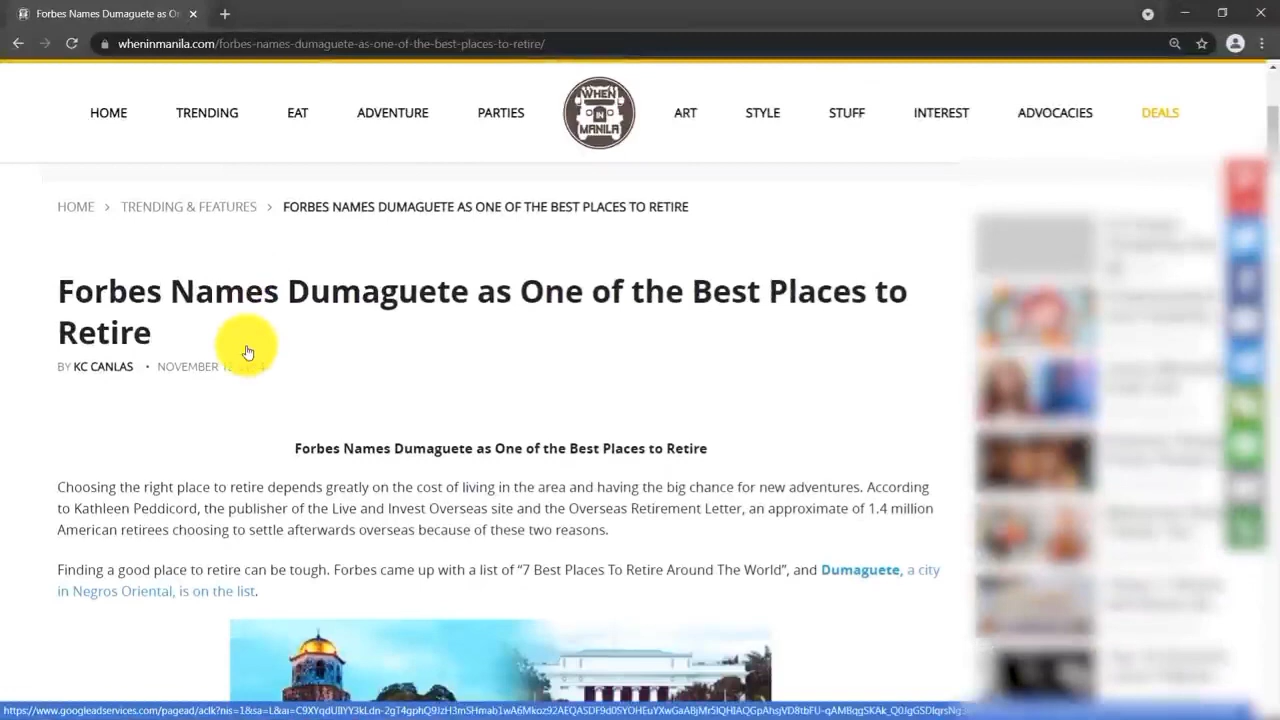 Forbes Names Dumaguete as O
wheninmanila.com/forbes-names-dumaguete-as-one-of-the-best-places-to-retire/
HOME TRENDING EAT ADVENTURE PARTIES WHEN IN MANILA ART STYLE STUFF INTEREST ADVOCACIES DEALS
HOME > TRENDING & FEATURES > FORBES NAMES DUMAGUETE AS ONE OF THE BEST PLACES TO RETIRE
Forbes Names Dumaguete as One of the Best Places to
Retire
BY KC CANLAS • NOVEMBER
Forbes Names Dumaguete as One of the Best Places to Retire
Choosing the right place to retire depends greatly on the cost of living in the area and having the big chance for new adventures. According
to Kathleen Peddicord, the publisher of the Live and Invest Overseas site and the Overseas Retirement Letter, an approximate of 1.4 million
American retirees choosing to settle afterwards overseas because of these two reasons.
Finding a good place to retire can be tough. Forbes came up with a list of “7 Best Places To Retire Around The World”, and Dumaguete, a city
in Negros Oriental, is on the list.